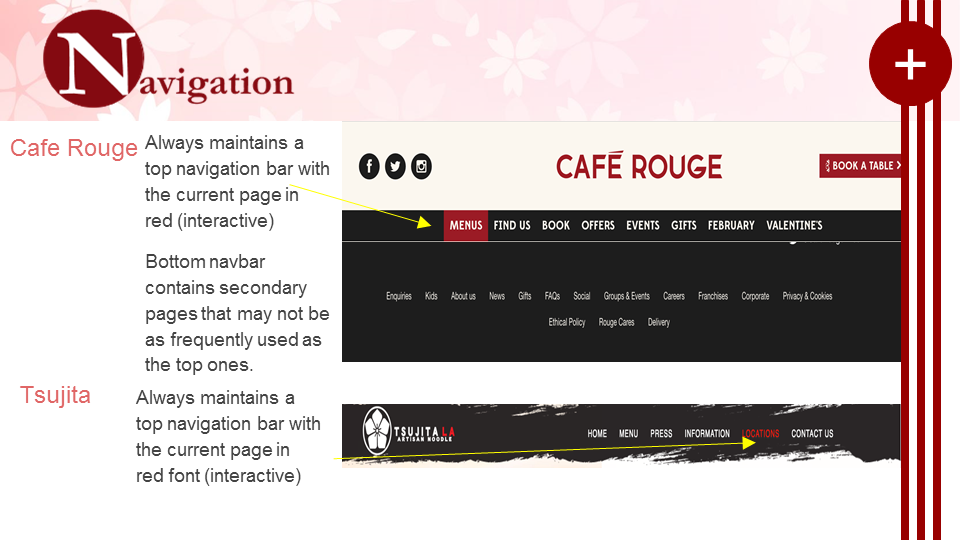 Navigation
+
Cafe Rouge
Always maintains a
top navigation bar with
the current page in
red (interactive)
Bottom navbar
contains secondary
pages that may not be
as frequently used as
the top ones.
f
CAFÉ ROUGE
BOOK A TABLE
MENUS FIND US BOOK OFFERS EVENTS GIFTS FEBRUARY VALENTINE'S
Enquiries Kids About us News Gifts FAQs Social Groups & Events Careers Franchises Corporate Privacy & Cookies
Ethical Policy Rouge Cares Delivery
Tsujita
Always maintains a
top navigation bar with
the current page in
red font (interactive)
TSUJITA LA
ARTISAN NOODLE
HOME MENU PRESS INFORMATION LOCATIONS CONTACT US